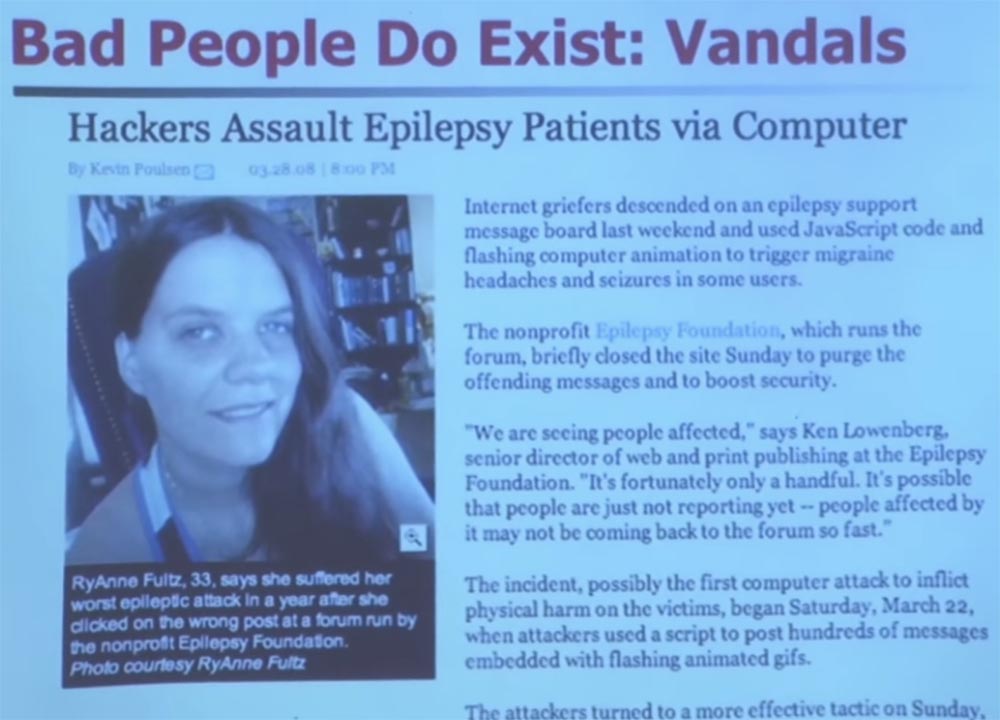 Bad People Do Exist: Vandals
Hackers Assault Epilepsy Patients via Computer
By Kevin Poulsen 03.28.08 | 8:00 PM
Internet griefers descended on an epilepsy support
message board last weekend and used JavaScript code and
flashing computer animation to trigger migraine
headaches and seizures in some users.
The nonprofit Epilepsy Foundation, which runs the
forum, briefly closed the site Sunday to purge the
offending messages and to boost security.
"We are seeing people affected," says Ken Lowenberg,
senior director of web and print publishing at the Epilepsy
Foundation. "It's fortunately only a handful. It's possible
that people are just not reporting yet -- people affected by
it may not be coming back to the forum so fast."
The incident, possibly the first computer attack to inflict
physical harm on the victims, began Saturday, March 22,
when attackers used a script to post hundreds of messages
embedded with flashing animated gifs.
The attackers turned to a more effective tactic on Sunday,
RyAnne Fultz, 33, says she suffered her
worst epileptic attack in a year after she
clicked on the wrong post at a forum run by
the nonprofit Epilepsy Foundation.
Photo courtesy RyAnne Fultz